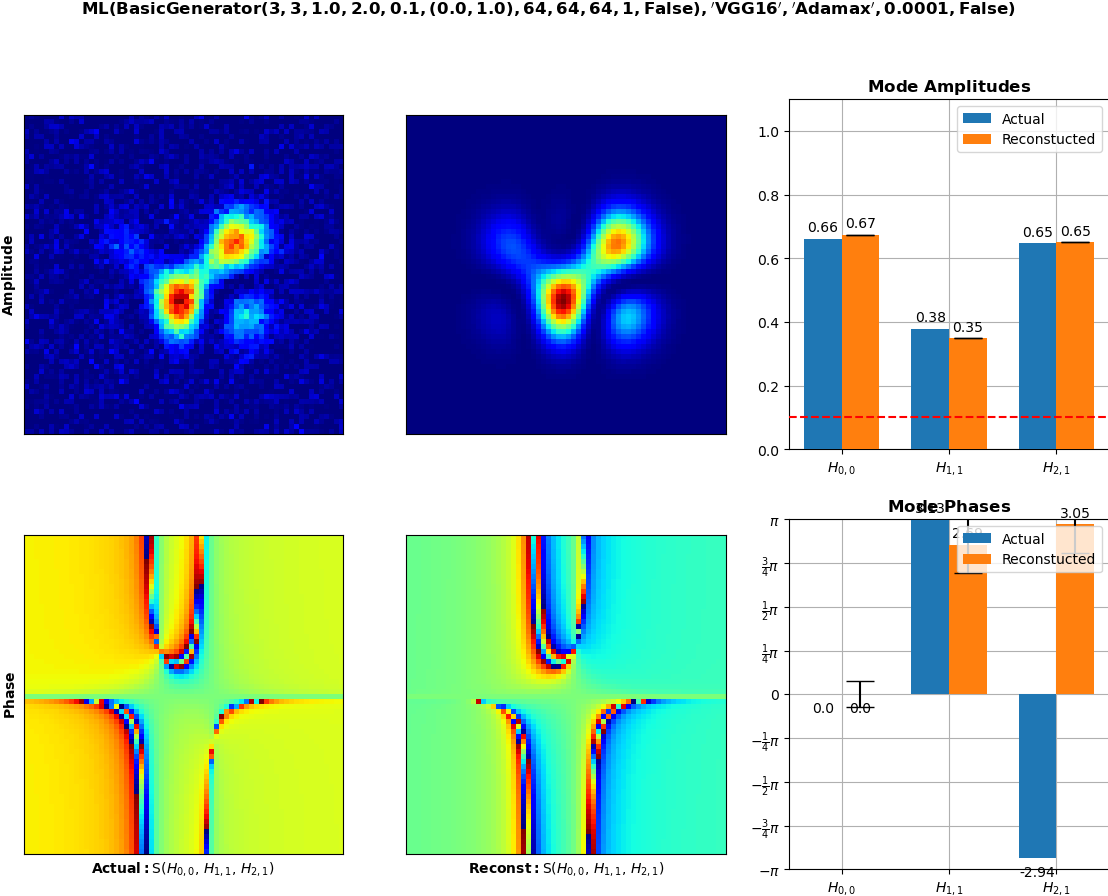 ML(BasicGenerator(3, 3, 1.0, 2.0, 0.1, (0.0, 1.0), 64, 64, 64, 1, False), ′VGG16′, ′Adamax′, 0.0001, False)
Amplitude
Mode Amplitudes
Actual
Reconstucted
1.0
0.8
0.6
0.4
0.2
0.0
0.66 0.67
0.38 0.35
0.65 0.65
H0,0 H1,1 H2,1
Phase
Actual: S(H0,0, H1,1, H2,1)
Reconst: S(H0,0, H1,1, H2,1)
Mode Phases
Actual
Reconstucted
π
3/4π
1/2π
1/4π
0
−1/4π
−1/2π
−3/4π
−π
0.0 0.0
3.13
3.05
-2.94
H0,0 H1,1 H2,1